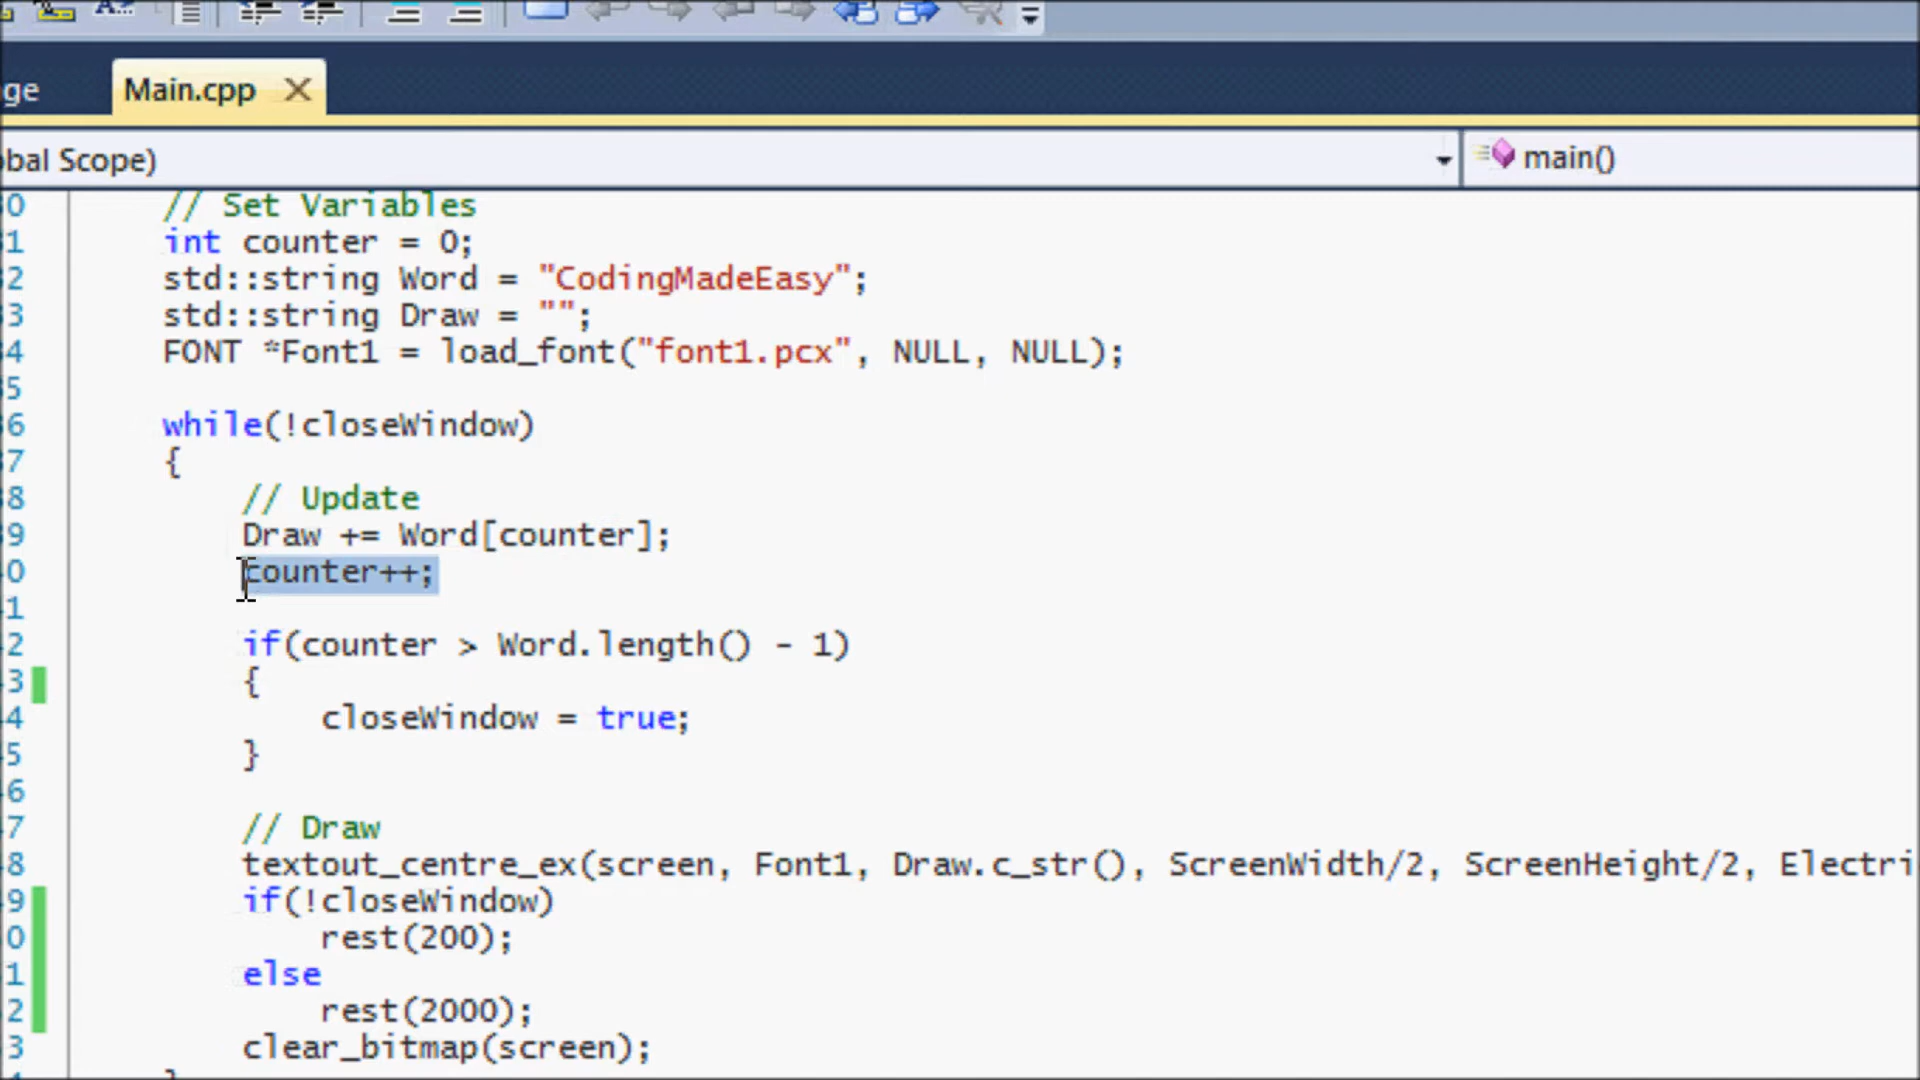 ge
Main.cpp
obal Scope)
main()
0 // Set Variables
1 int counter = 0;
2 std::string Word = "CodingMadeEasy";
3 std::string Draw = "";
4 FONT *Font1 = load_font("font1.pcx", NULL, NULL);
5
6 while(!closeWindow)
7 {
8 // Update
9 Draw += Word[counter];
0 counter++;
1
2 if(counter > Word.length() - 1)
3 {
4 closeWindow = true;
5 }
6
7 // Draw
8 textout_centre_ex(screen, Font1, Draw.c_str(), ScreenWidth/2, ScreenHeight/2, Electri
9 if(!closeWindow)
0 rest(200);
1 else
2 rest(2000);
3 clear_bitmap(screen);